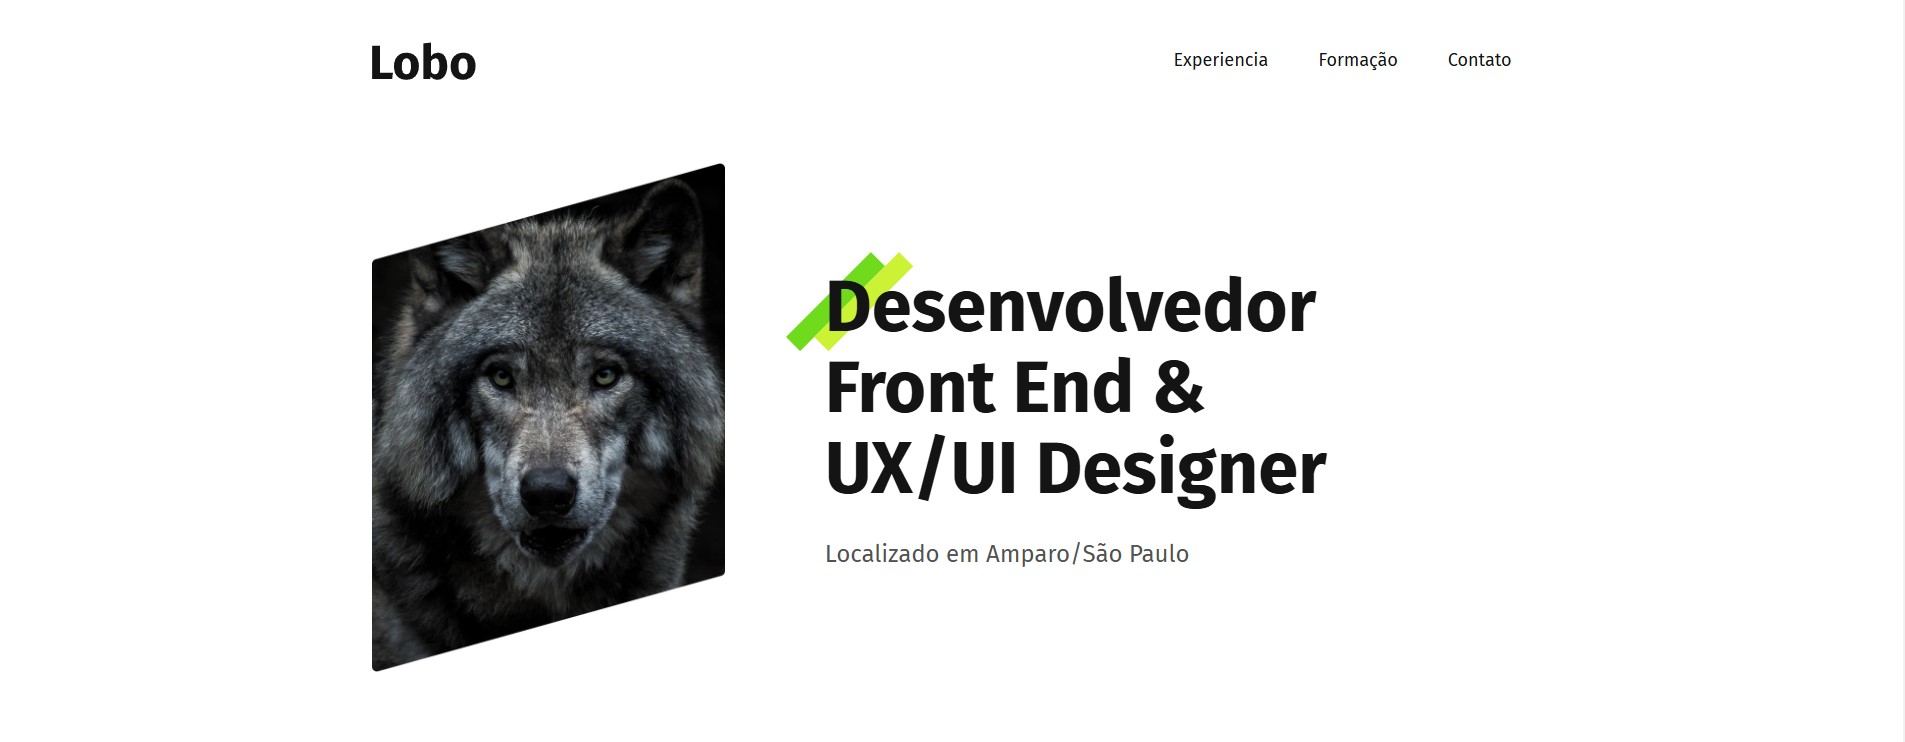 Lobo
Experiencia Formação Contato
Desenvolvedor
Front End &
UX/UI Designer
Localizado em Amparo/São Paulo